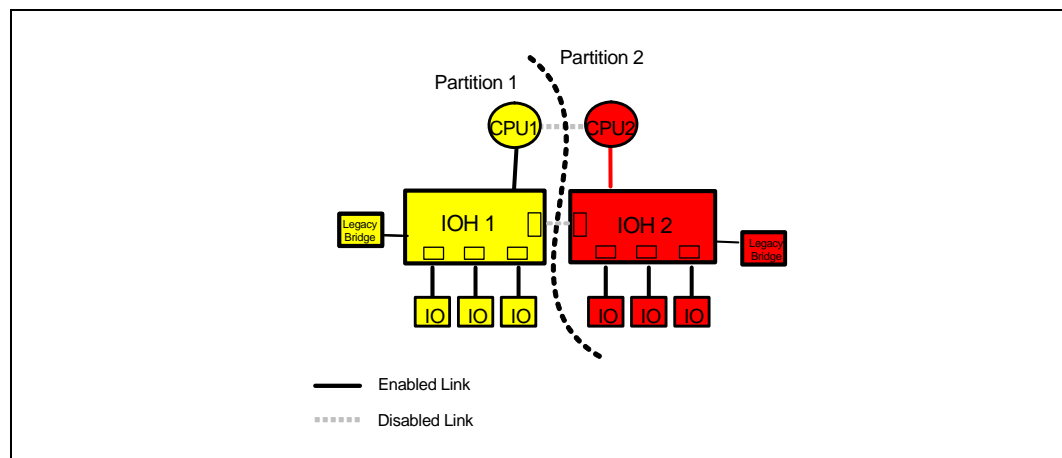 Partition 2
Partition 1
CPU1
CPU2
IOH 1
IOH 2
Legacy
Bridge
Legacy
Bridge
IO
IO
IO
IO
IO
IO
Enabled Link
Disabled Link